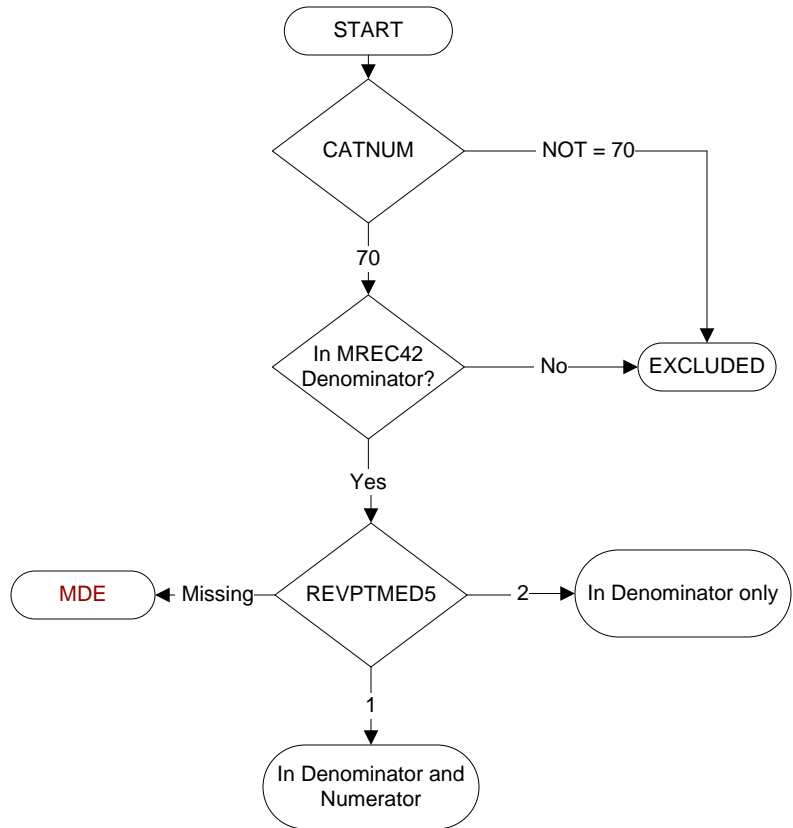 START
CATNUM
NOT = 70
70
In MREC42
Denominator?
No
EXCLUDED
Yes
MDE
Missing
REVPTMED5
2
In Denominator only
1
In Denominator and
Numerator